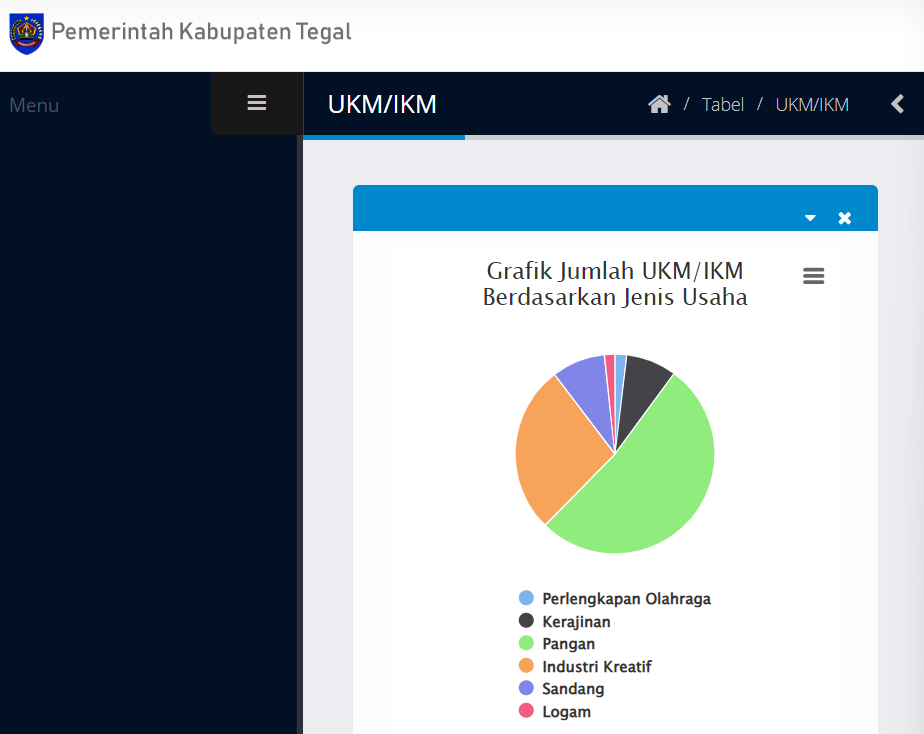 Pemerintah Kabupaten Tegal
Menu
UKM/IKM
/ Tabel / UKM/IKM
Grafik Jumlah UKM/IKM
Berdasarkan Jenis Usaha
Perlengkapan Olahraga
Kerajinan
Pangan
Industri Kreatif
Sandang
Logam